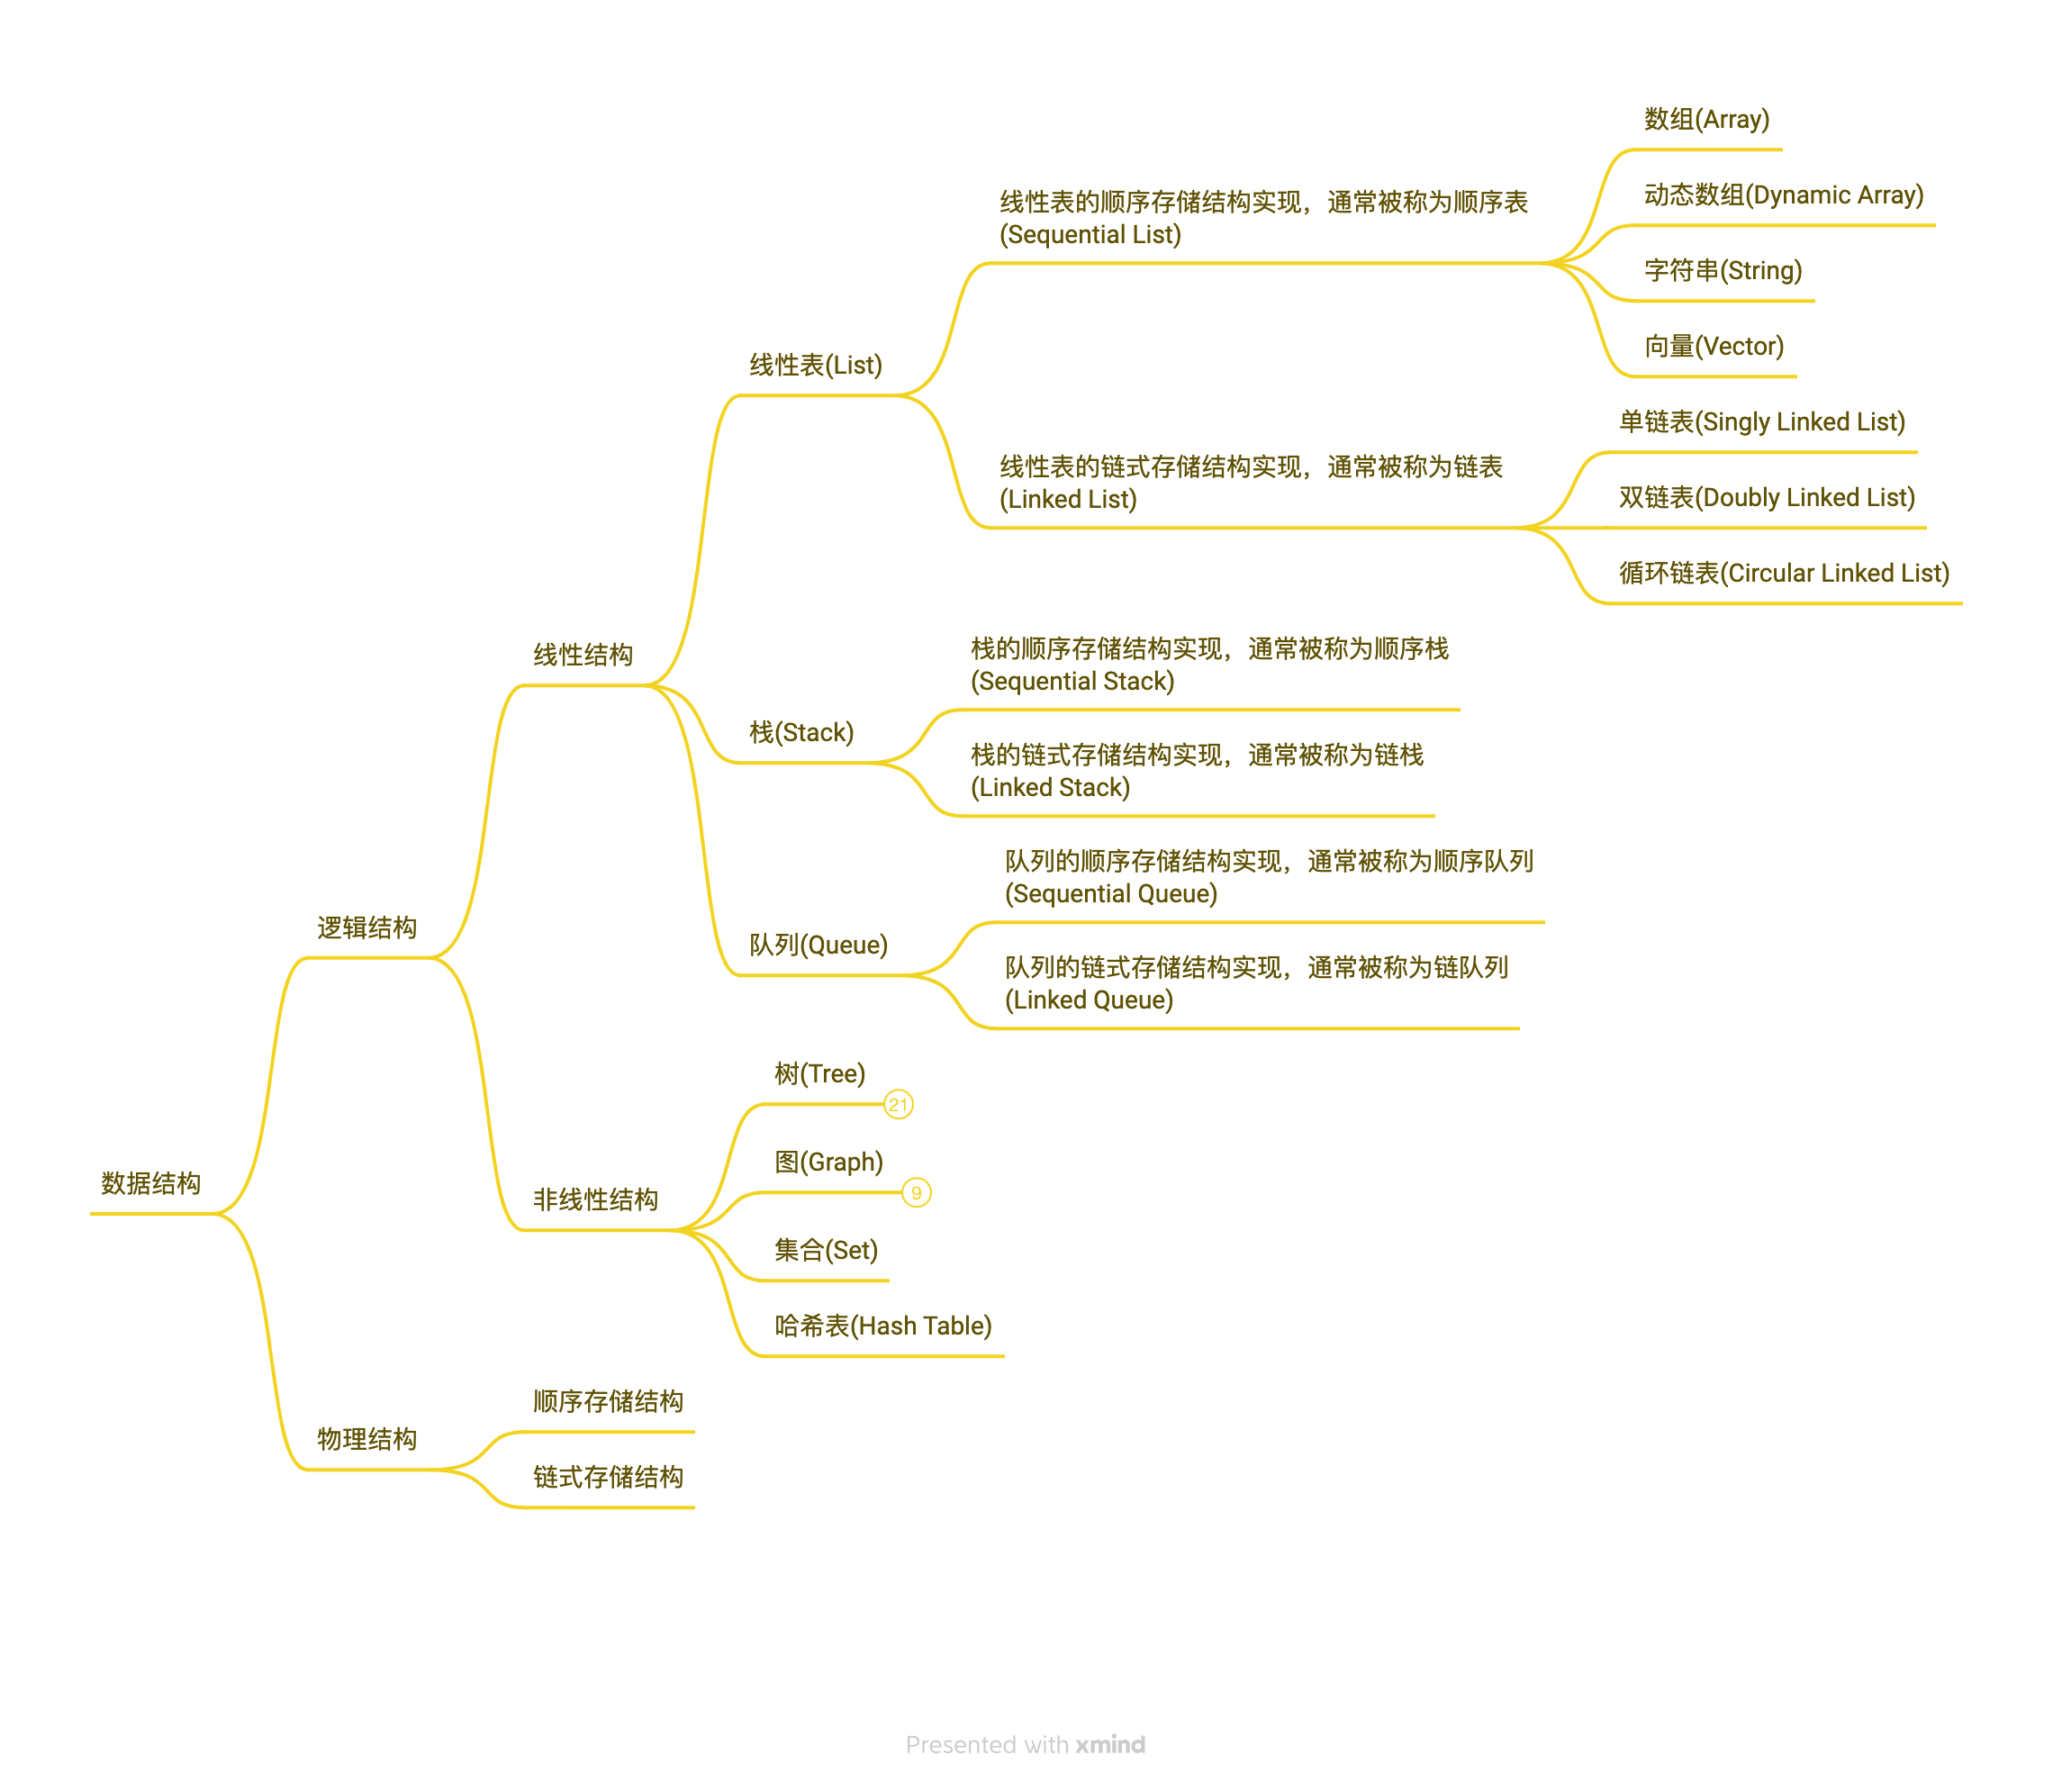 数组(Array)
动态数组(Dynamic Array)
线性表的顺序存储结构实现，通常被称为顺序表
(Sequential List)
字符串(String)
向量(Vector)
线性表(List)
单链表(Singly Linked List)
线性表的链式存储结构实现，通常被称为链表
(Linked List)
双链表(Doubly Linked List)
循环链表(Circular Linked List)
线性结构
栈的顺序存储结构实现，通常被称为顺序栈
(Sequential Stack)
栈(Stack)
栈的链式存储结构实现，通常被称为链栈
(Linked Stack)
队列的顺序存储结构实现，通常被称为顺序队列
(Sequential Queue)
逻辑结构
队列(Queue)
队列的链式存储结构实现，通常被称为链队列
(Linked Queue)
树(Tree)
21
图(Graph)
9
数据结构
非线性结构
集合(Set)
哈希表(Hash Table)
顺序存储结构
物理结构
链式存储结构
Presented with xmind